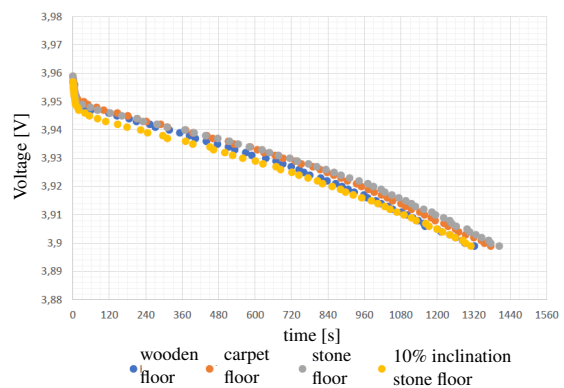 3,98
3,97
3,96
3,95
3,94
3,93
3,92
3,91
3,9
3,89
3,88
Voltage [V]
0 120 240 360 480 600 720 840 960 1080 1200 1320 1440 1560
time [s]
wooden floor
carpet floor
stone floor
10% inclination stone floor